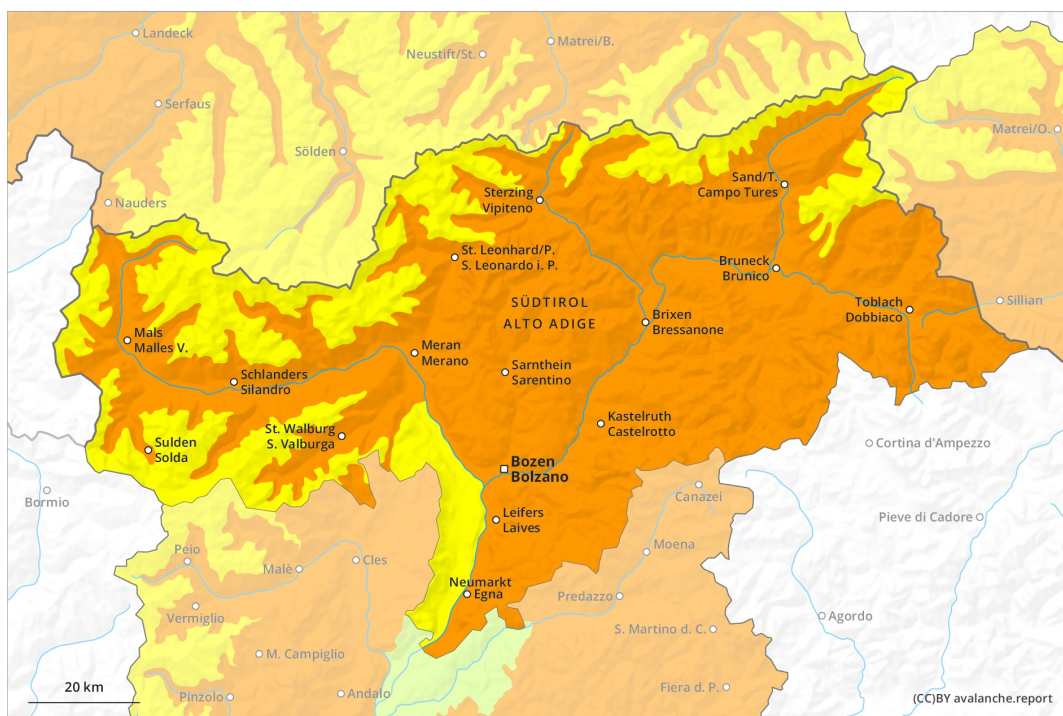 Landeck
Matrei/B.
Neustift/St.
Serfaus
Matrei/O.
Sölden
Sand/T.
Campo Tures
Sterzing
Vipiteno
Nauders
St. Leonhard/P.
S. Leonardo i. P.
Bruneck
Brunico
SÜDTIROL
ALTO ADIGE
Toblach
Dobbiaco
Sillian
Brixen
Bressanone
Mals
Malles V.
Meran
Merano
Sarnthein
Sarentino
Schlanders
Silandro
Kastelruth
Castelrotto
St. Walburg
S. Valburga
Sulden
Solda
Cortina d'Ampezzo
Bozen
Bolzano
Bormio
Canazei
Leifers
Laives
Pieve di Cadore
Peio
Moena
Cles
Malè
Neumarkt
Egna
Predazzo
Vermiglio
Agordo
S. Martino d. C.
M. Campiglio
20 km
Pinzolo
Andalo
Fiera d. P.
(CC)BY avalanche.report